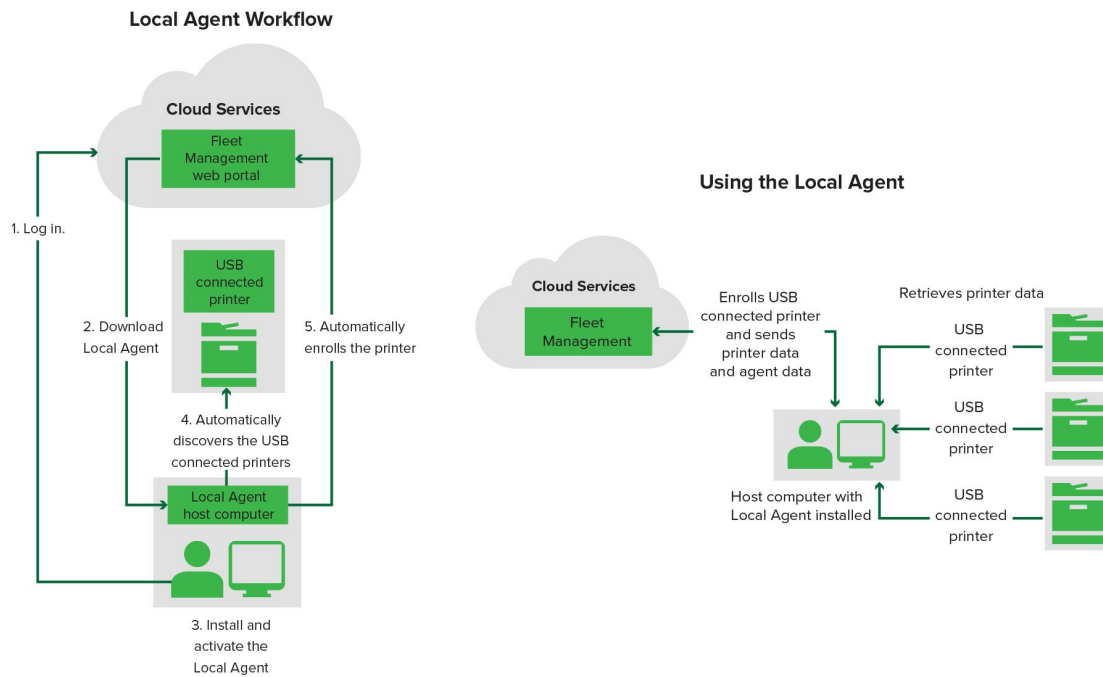 Local Agent Workflow
Cloud Services
Fleet
Management
web portal
1. Log in.
USB
connected
printer
2. Download
Local Agent
5. Automatically
enrolls the printer
4. Automatically
discovers the USB
connected printers
Local Agent
host computer
3. Install and
activate the
Local Agent
Using the Local Agent
Cloud Services
Fleet
Management
Enrolls USB
connected printer
and sends
printer data
and agent data
Retrieves printer data
USB
connected
printer
USB
connected
printer
USB
connected
printer
Host computer with
Local Agent installed